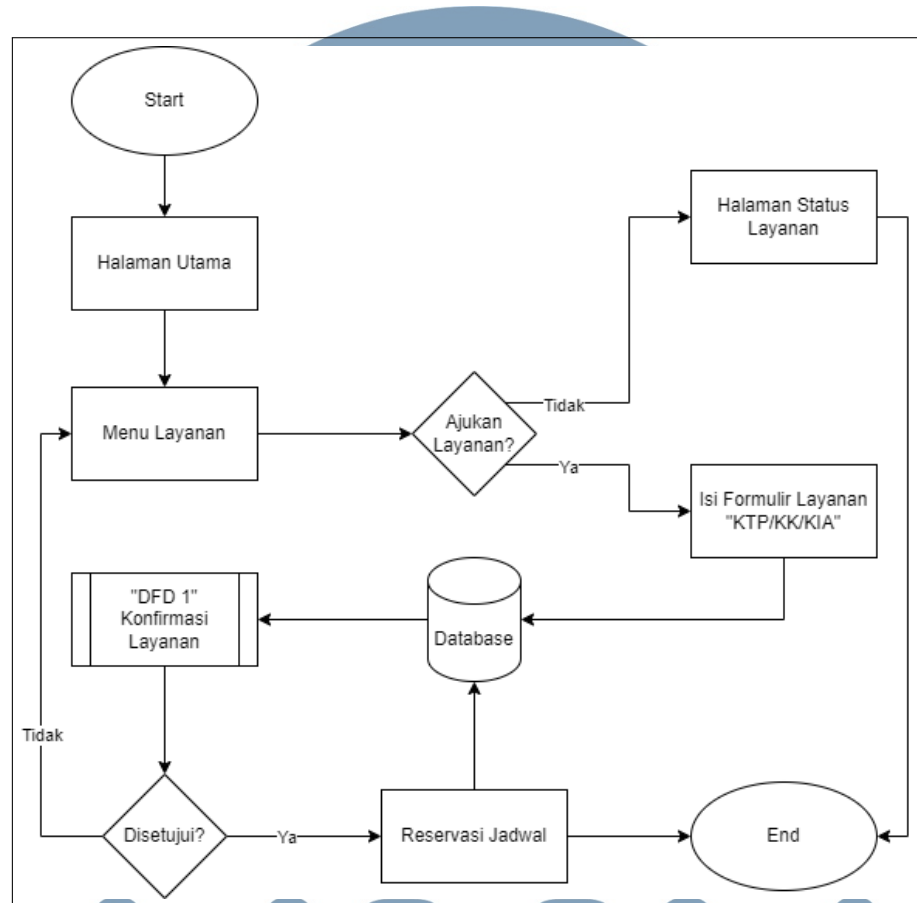 Start
Halaman Utama
Halaman Status
Layanan
Menu Layanan
Ajukan
Layanan?
Tidak
Ya
Isi Formulir Layanan
"KTP/KK/KIA"
"DFD 1"
Konfirmasi
Layanan
Database
Tidak
Disetujui?
Ya
Reservasi Jadwal
End